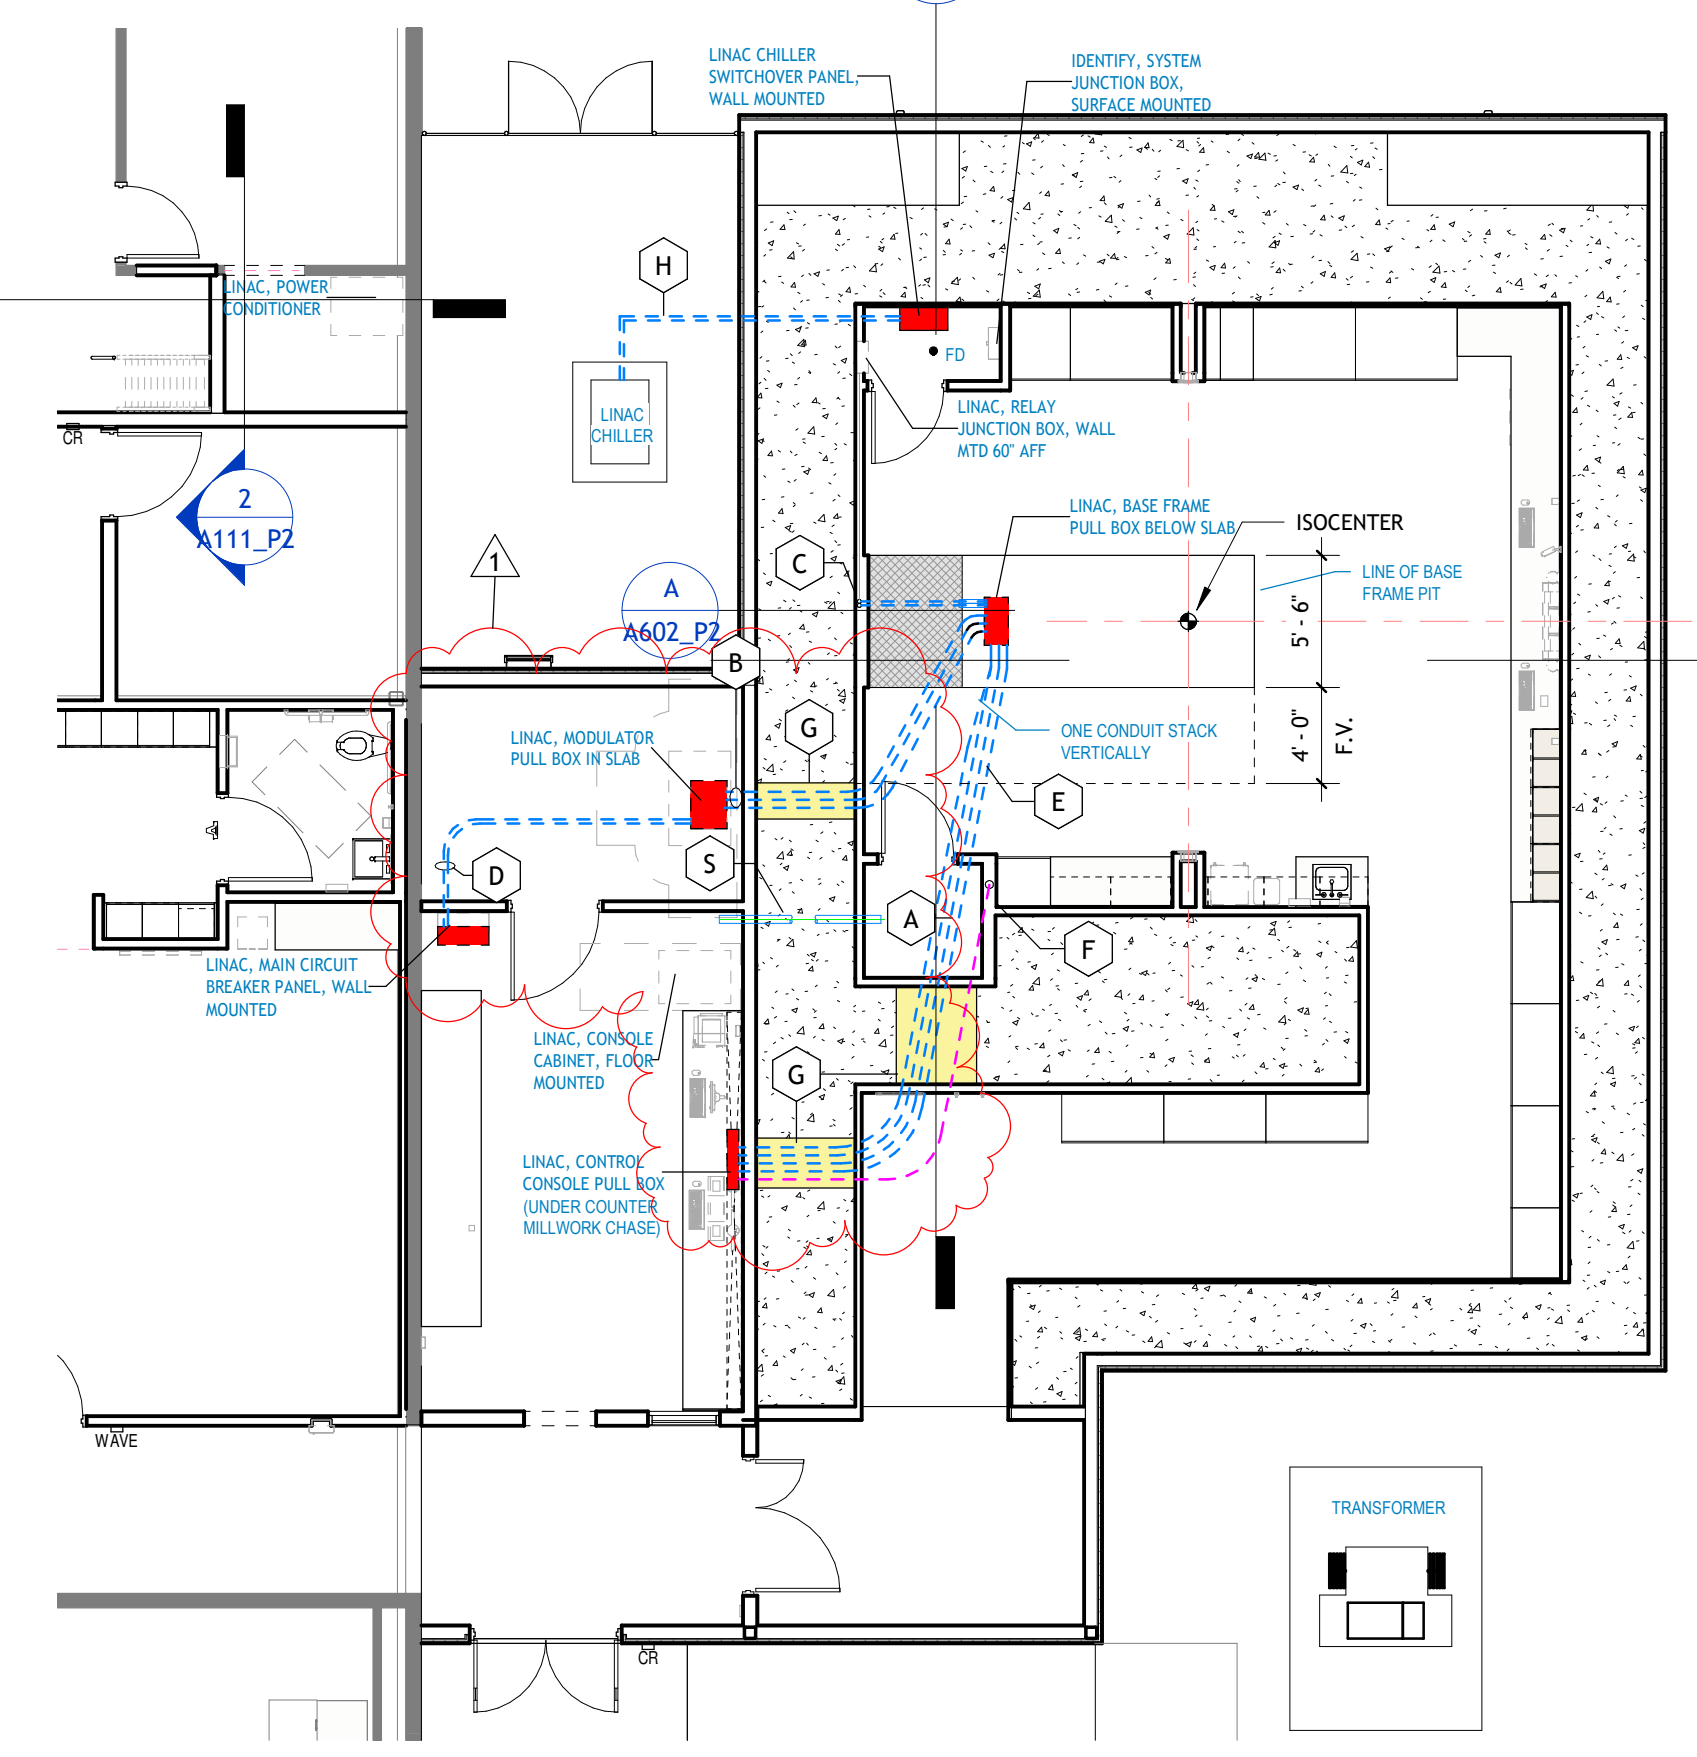 LINAC CHILLER
SWITCHOVER PANEL,
WALL MOUNTED
IDENTIFY, SYSTEM
JUNCTION BOX,
SURFACE MOUNTED
H
LINAC, POWER
CONDITIONER
FD
LINAC
CHILLER
LINAC, RELAY
JUNCTION BOX, WALL
MTD 60" AFF
CR
2
A111_P2
LINAC, BASE FRAME
PULL BOX BELOW SLAB
ISOCENTER
1
C
LINE OF BASE
FRAME PIT
A
A602_P2
5' - 6"
B
G
ONE CONDUIT STACK
VERTICALLY
4' - 0"
F.V.
LINAC, MODULATOR
PULL BOX IN SLAB
E
S
D
A
F
LINAC, MAIN CIRCUIT
BREAKER PANEL, WALL
MOUNTED
LINAC, CONSOLE
CABINET, FLOOR
MOUNTED
G
LINAC, CONTROL
CONSOLE PULL BOX
(UNDER COUNTER
MILLWORK CHASE)
WAVE
TRANSFORMER
CR